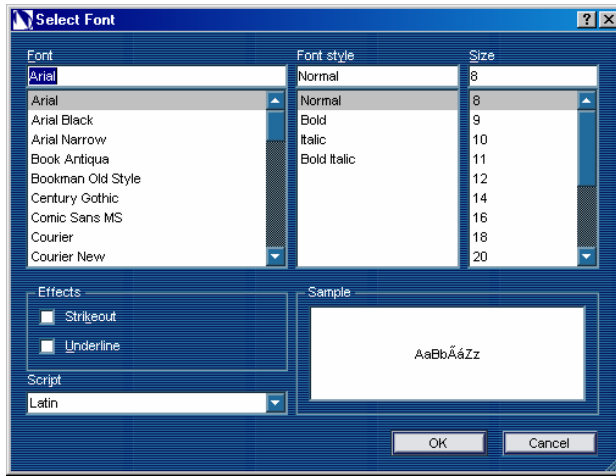 Select Font
Font
Font style
Size
Arial
Normal
8
Arial
Arial Black
Arial Narrow
Book Antiqua
Bookman Old Style
Century Gothic
Comic Sans MS
Courier
Courier New
Normal
Bold
Italic
Bold Italic
8
9
10
11
12
14
16
18
20
Effects
Strikeout
Underline
Sample
AaBbÃáZz
Script
Latin
OK
Cancel